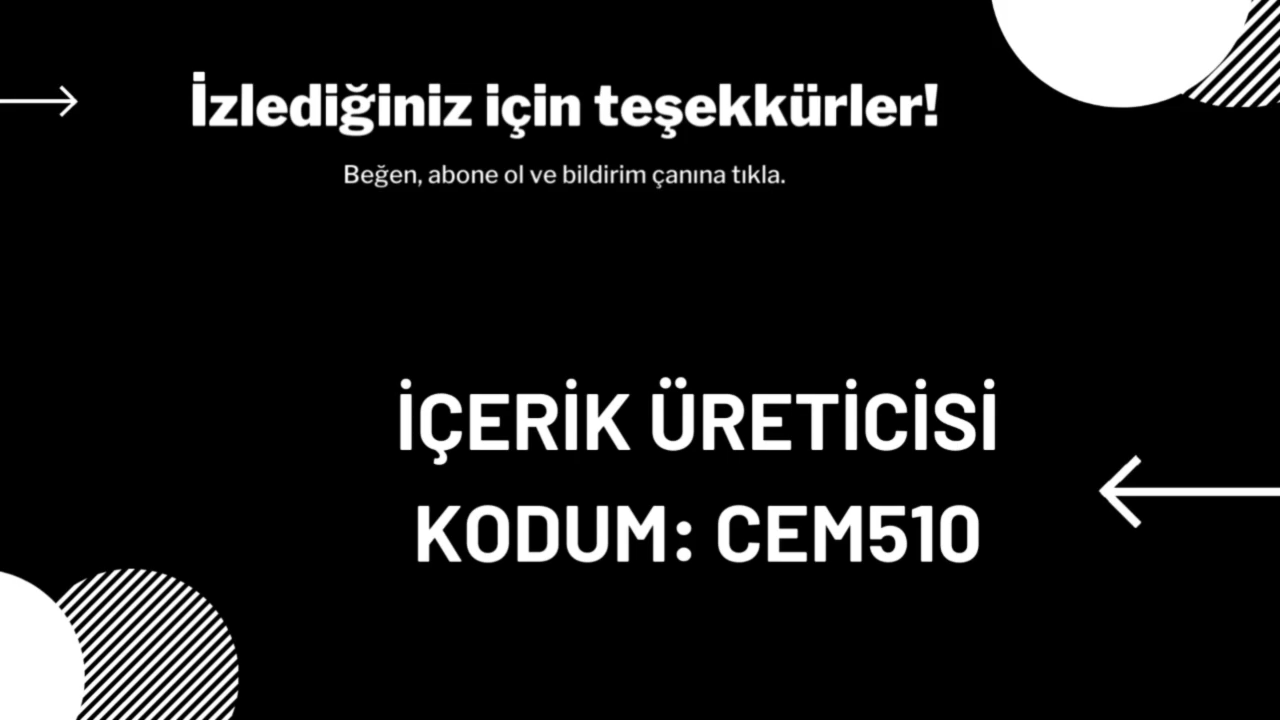 İzlediğiniz için teşekkürler!
Beğen, abone ol ve bildirim çanına tıkla.
İÇERİK ÜRETİCİSİ
KODUM: CEM510